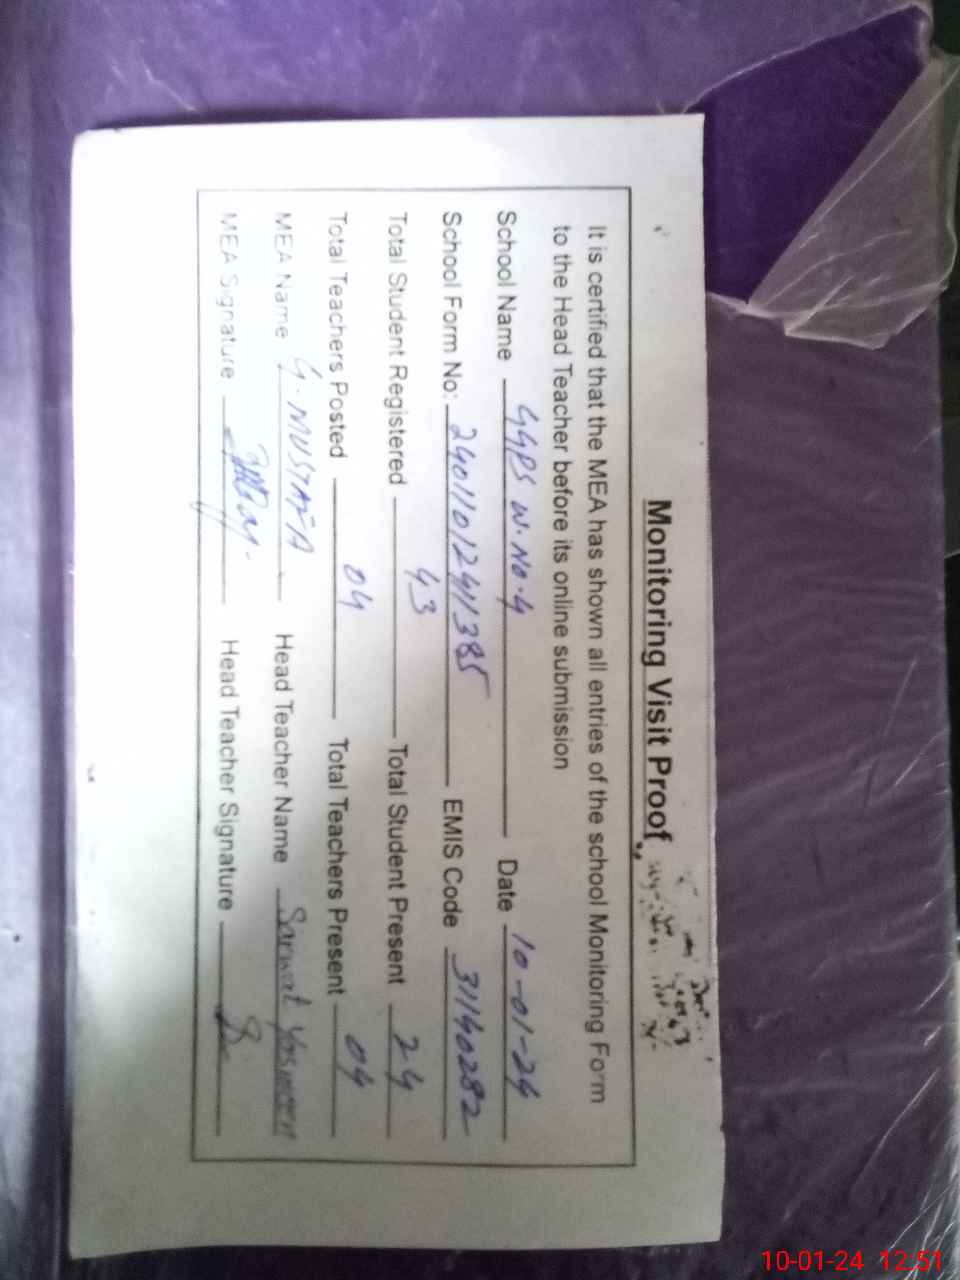 Monitoring Visit Proof
It is certified that the MEA has shown all entries of the school Monitoring Form
to the Head Teacher before its online submission
School Name GGPS W.No.4 Date 10-01-24
School Form No: 2401101241385 EMIS Code 31140282
Total Student Registered 43 Total Student Present 24
Total Teachers Posted 04 Total Teachers Present 04
MEA Name G.MUSTAFA Head Teacher Name Sarwat Yasmeen
MEA Signature Head Teacher Signature
10-01-24 12:51